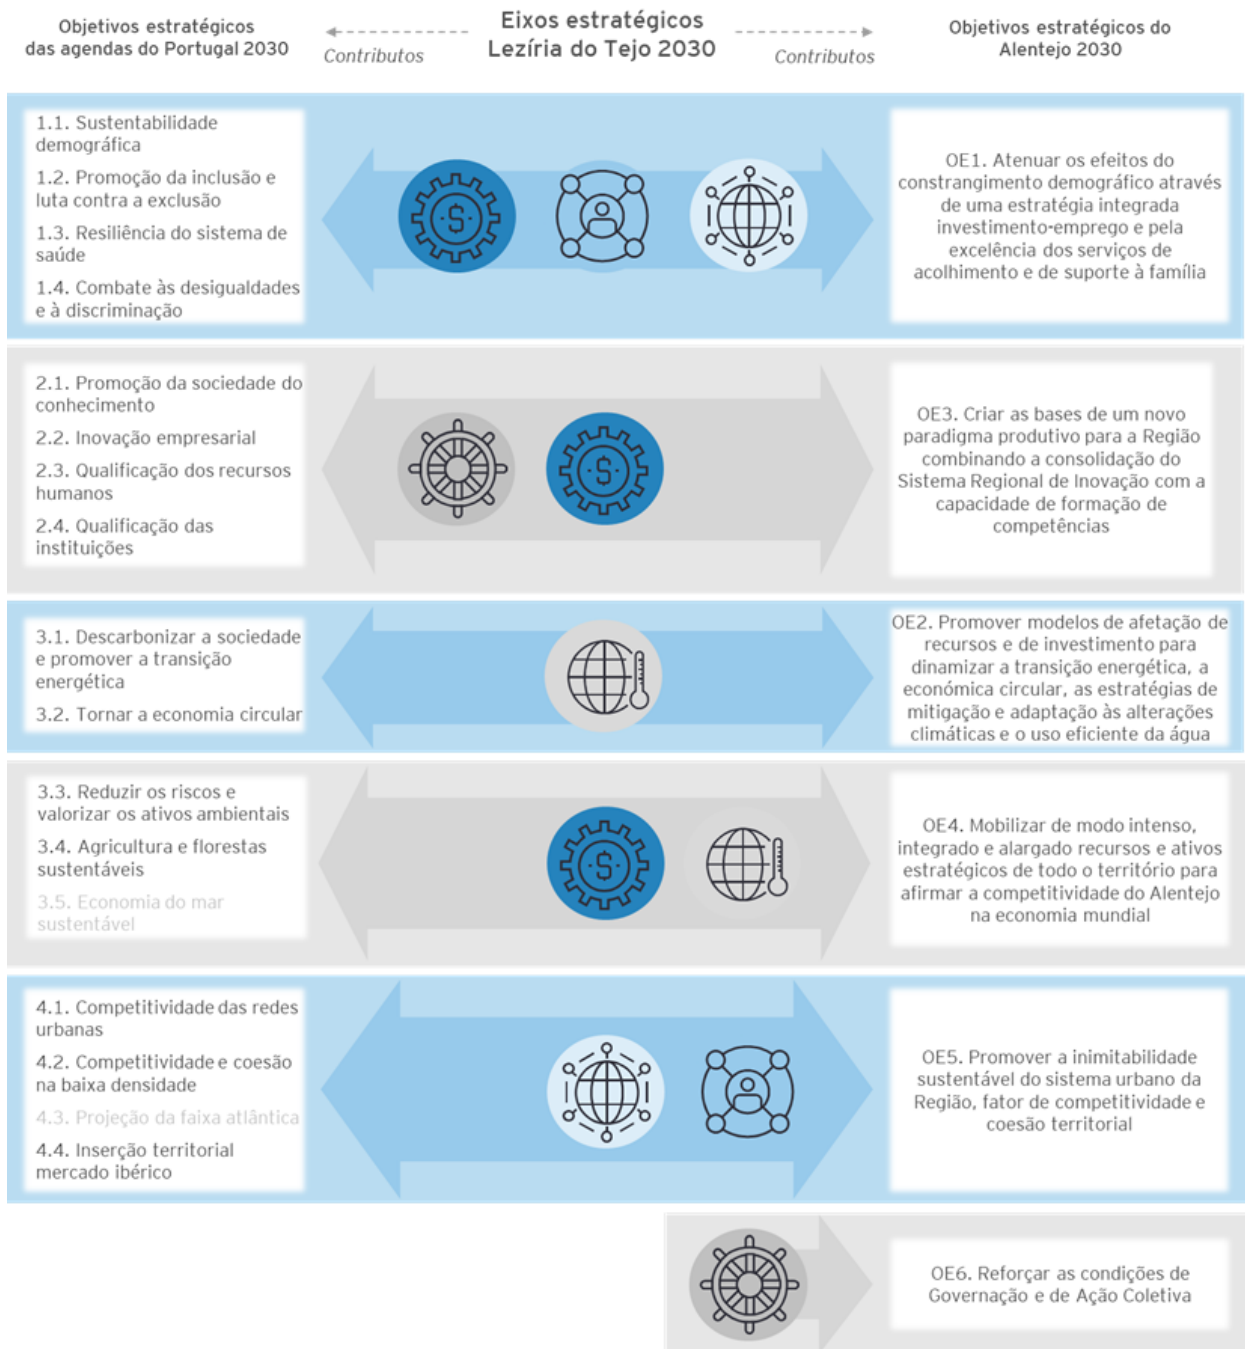 Objetivos estratégicos
das agendas do Portugal 2030
Contributos
Eixos estratégicos
Lezíria do Tejo 2030
Contributos
Objetivos estratégicos do
Alentejo 2030
1.1. Sustentabilidade
demográfica
1.2. Promoção da inclusão e
luta contra a exclusão
1.3. Resiliência do sistema de
saúde
1.4. Combate às desigualdades
e à discriminação
$
OE1. Atenuar os efeitos do
constrangimento demográfico através
de uma estratégia integrada
investimento-emprego e pela
excelência dos serviços de
acolhimento e de suporte à família
2.1. Promoção da sociedade do
conhecimento
2.2. Inovação empresarial
2.3. Qualificação dos recursos
humanos
2.4. Qualificação das
instituições
$
OE3. Criar as bases de um novo
paradigma produtivo para a Região
combinando a consolidação do
Sistema Regional de Inovação com a
capacidade de formação de
competências
3.1. Descarbonizar a sociedade
e promover a transição
energética
3.2. Tornar a economia circular
OE2. Promover modelos de afetação de
recursos e de investimento para
dinamizar a transição energética, a
económica circular, as estratégias de
mitigação e adaptação às alterações
climáticas e o uso eficiente da água
3.3. Reduzir os riscos e
valorizar os ativos ambientais
3.4. Agricultura e florestas
sustentáveis
3.5. Economia do mar
sustentável
$
OE4. Mobilizar de modo intenso,
integrado e alargado recursos e ativos
estratégicos de todo o território para
afirmar a competitividade do Alentejo
na economia mundial
4.1. Competitividade das redes
urbanas
4.2. Competitividade e coesão
na baixa densidade
4.3. Projeção da faixa atlântica
4.4. Inserção territorial
mercado ibérico
OE5. Promover a inimitabilidade
sustentável do sistema urbano da
Região, fator de competitividade e
coesão territorial
OE6. Reforçar as condições de
Governação e de Ação Coletiva